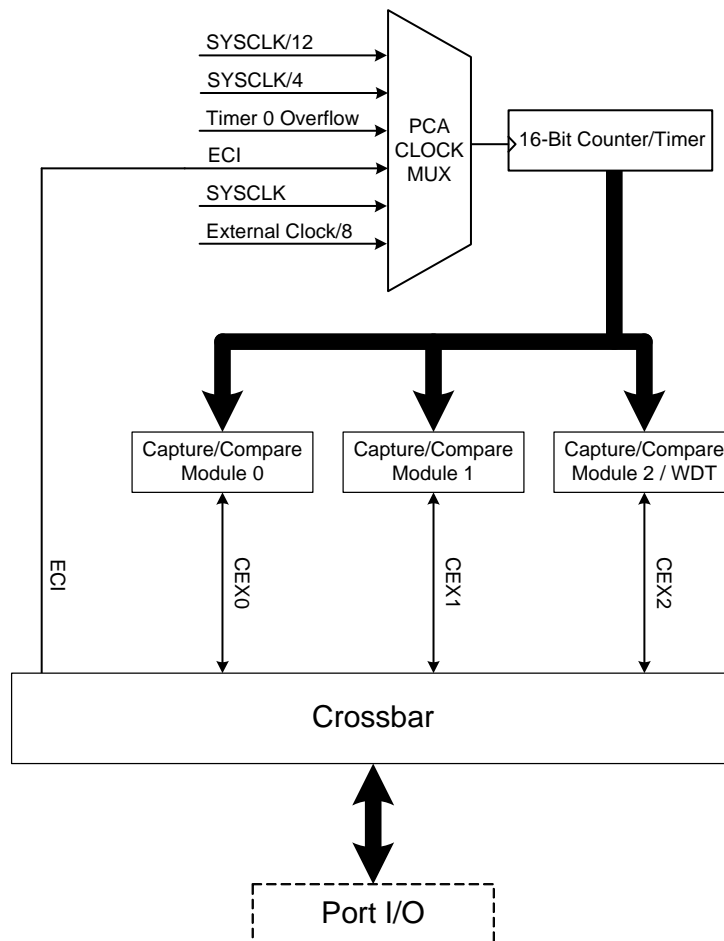 SYSCLK/12
SYSCLK/4
Timer 0 Overflow
ECI
SYSCLK
External Clock/8
PCA
CLOCK
MUX
16-Bit Counter/Timer
Capture/Compare
Module 0
Capture/Compare
Module 1
Capture/Compare
Module 2 / WDT
ECI
CEX0
CEX1
CEX2
Crossbar
Port I/O